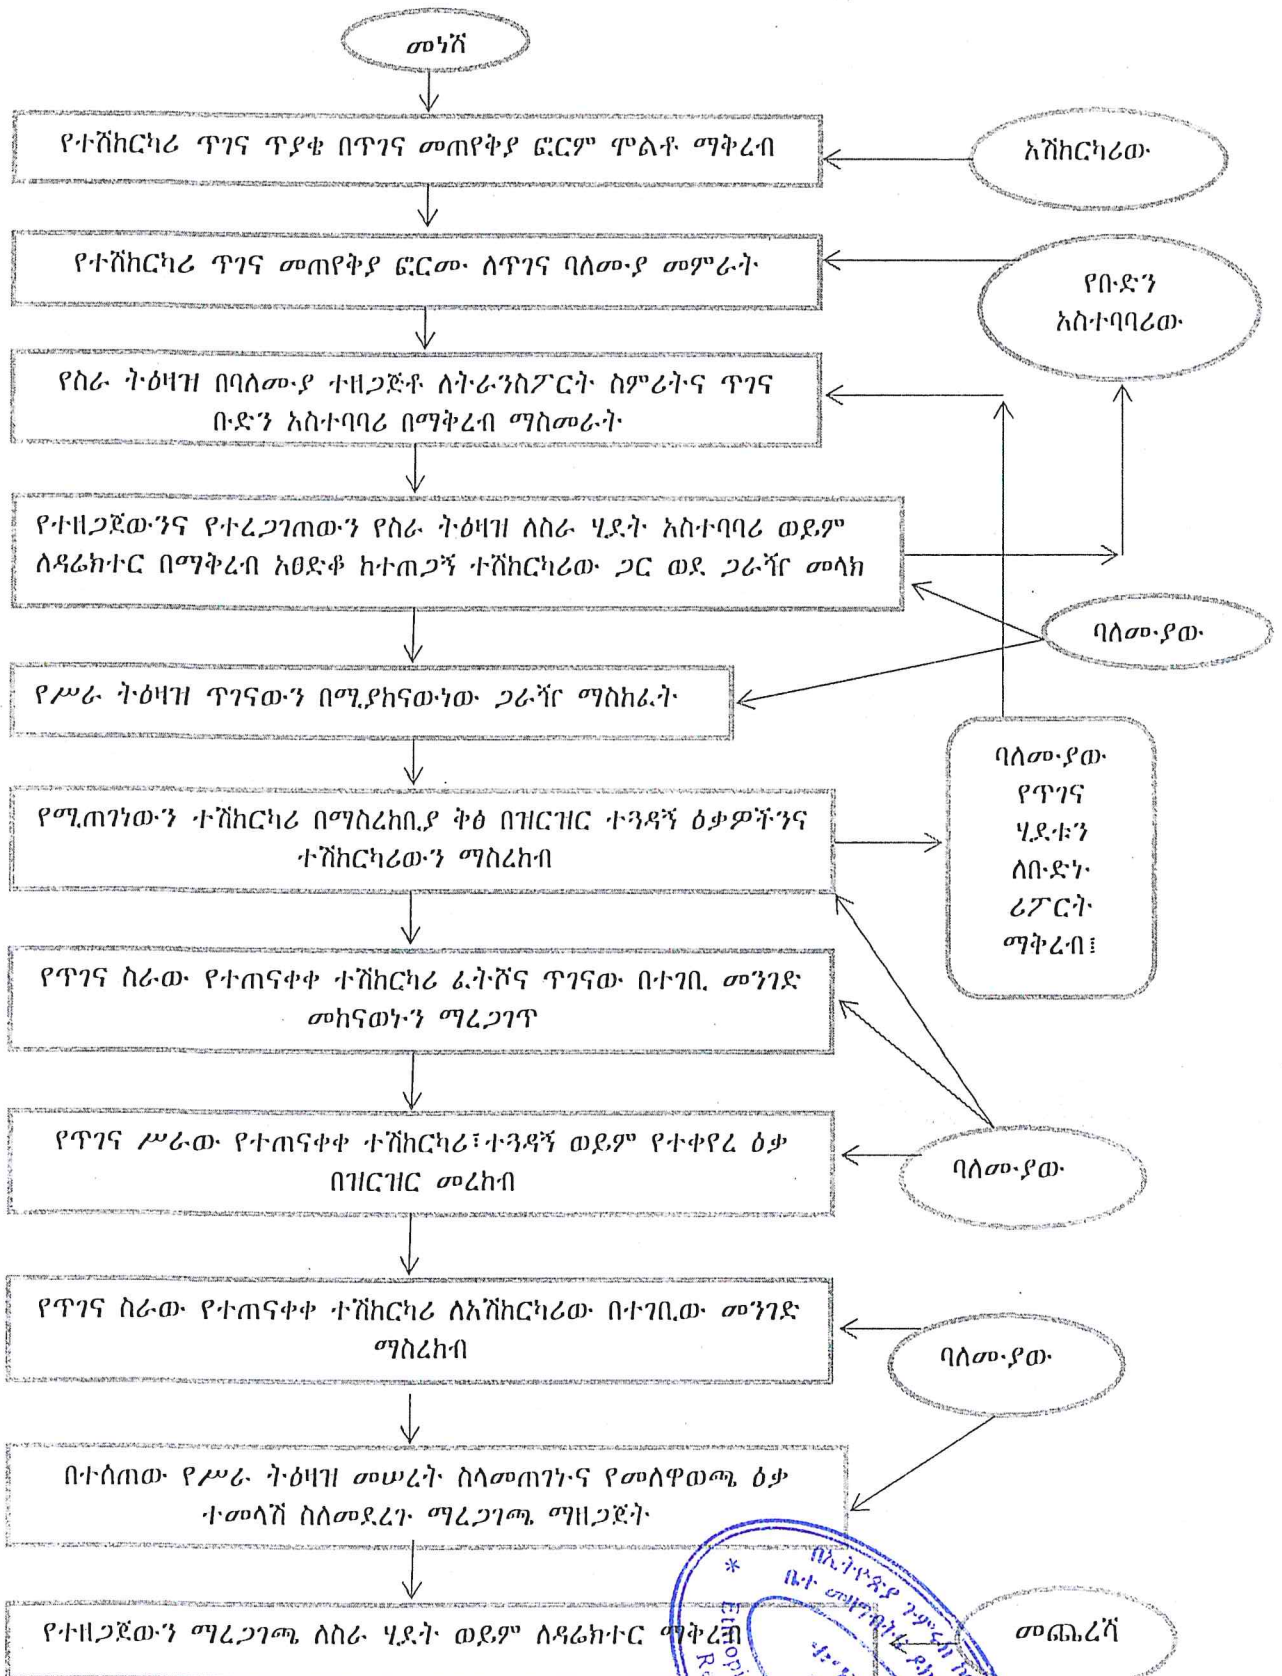 መነሻ
የተሽከርካሪ ጥገና ጥያቄ በጥገና መጠየቅያ ፎርም ሞልቶ ማቅረብ
አሽከርካሪው
የተሸከርካሪ ጥገና መጠየቅያ ፎርሙ ለጥገና ባለሙያ መምራት
የቡድን
አስተባባሪው
የስራ ትዕዛዝ በባለሙያ ተዘጋጅቶ ለትራንስፖርት ስምሪትና ጥገና
ቡድን አስተባባሪ በማቅረብ ማስመራት
የተዘጋጀውንና የተረጋገጠውን የስራ ትዕዛዝ ለስራ ሂደት አስተባባሪ ወይም
ለዳሬክተር በማቅረብ አፀድቆ ከተጠጋኝ ተሽከርካሪው ጋር ወደ ጋራዥ መላክ
ባለሙያው
የሥራ ትዕዛዝ ጥገናውን በሚያከናውነው ጋራዥ ማስከፈት
ባለሙያው
የጥገና
ሂደቱን
ለቡድኑ
ሪፖርት
ማቅረብ፤
የሚጠገነውን ተሽከርካሪ በማስረከቢያ ቅፅ በዝርዝር ተጓዳኝ ዕቃዎችንና
ተሽከርካሪውን ማስረከብ
የጥገና ስራው የተጠናቀቀ ተሽከርካሪ ፈትሾና ጥገናው በተገቢ መንገድ
መከናወኑን ማረጋገጥ
የጥገና ሥራው የተጠናቀቀ ተሽከርካሪ፣ተጓዳኝ ወይም የተቀየረ ዕቃ
በዝርዝር መረከብ
ባለሙያው
የጥገና ስራው የተጠናቀቀ ተሽከርካሪ ለአሽከርካሪው በተገቢው መንገድ
ማስረከብ
ባለሙያው
በተሰጠው የሥራ ትዕዛዝ መሠረት ስላመጠገኑና የመለዋወጫ ዕቃ
ተመላሽ ስለመደረጉ ማረጋገጫ ማዘጋጀት
የተዘጋጀውን ማረጋገጫ ለስራ ሂደት ወይም ለዳሬክተር ማቅረብ
መጨረሻ
በኢትዮጵያ ጉምሩክ